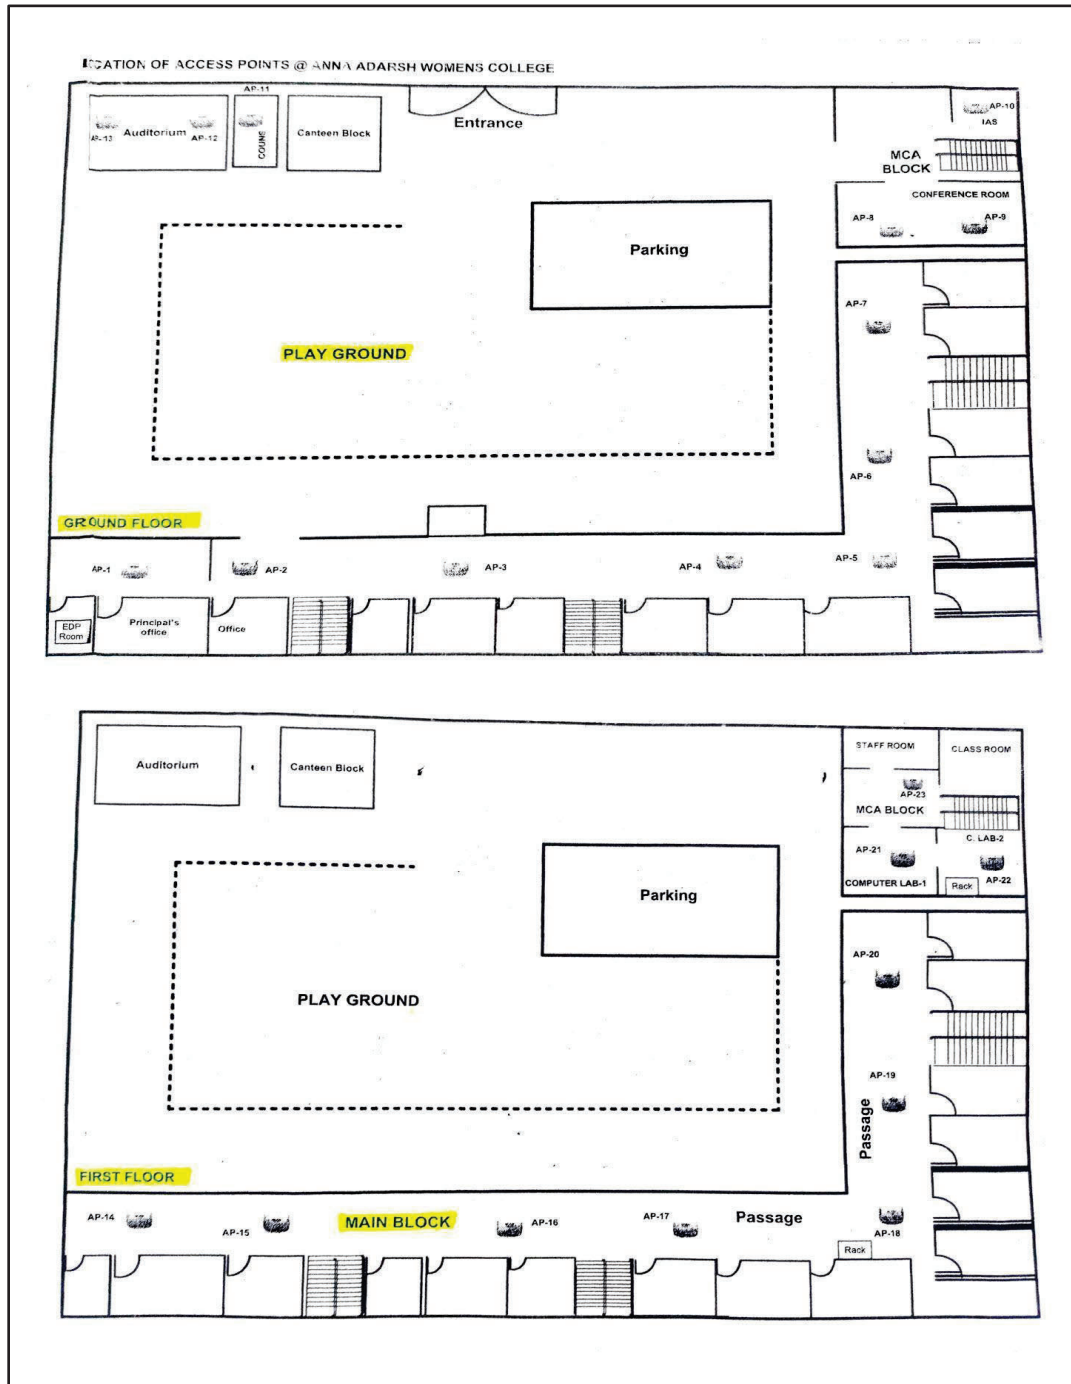 LOCATION OF ACCESS POINTS @ ANNA ADARSH WOMENS COLLEGE
AP-11
AP-13
Auditorium
AP-12
COUNS
Canteen Block
Entrance
AP-10
IAS
MCA
BLOCK
CONFERENCE ROOM
AP-8
AP-9
Parking
AP-7
PLAY GROUND
AP-6
GROUND FLOOR
AP-1
AP-2
AP-3
AP-4
AP-5
EDP
Room
Principal's
office
Office
Auditorium
Canteen Block
STAFF ROOM
CLASS ROOM
AP-23
MCA BLOCK
C. LAB-2
AP-21
COMPUTER LAB-1
Rack
AP-22
Parking
AP-20
PLAY GROUND
AP-19
Passage
FIRST FLOOR
AP-14
AP-15
MAIN BLOCK
AP-16
AP-17
Passage
AP-18
Rack